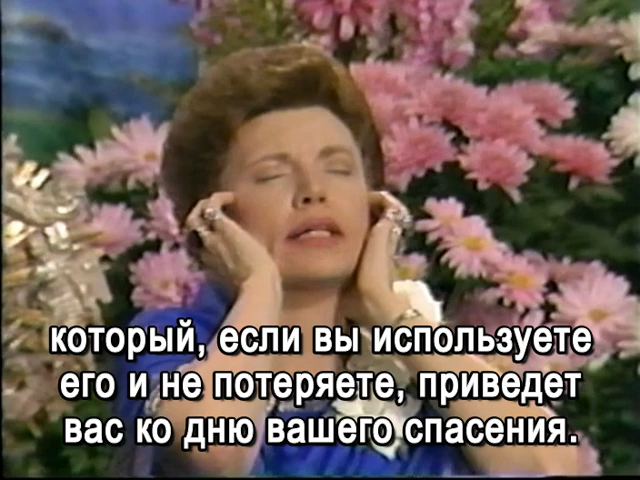 который, если вы используете
его и не потеряете, приведет
вас ко дню вашего спасения.